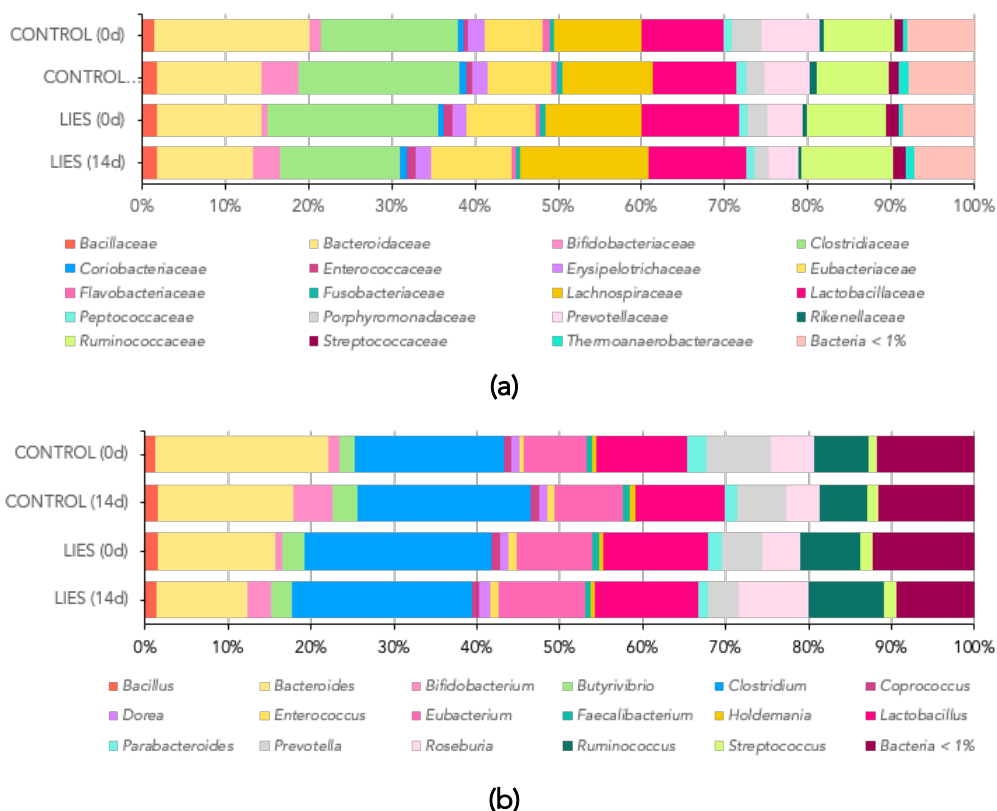 CONTROL (0d)
CONTROL…
LIES (0d)
LIES (14d)
0% 10% 20% 30% 40% 50% 60% 70% 80% 90% 100%
Bacillaceae Bacteroidaceae Bifidobacteriaceae Clostridiaceae
Coriobacteriaceae Enterococcaceae Erysipelotrichaceae Eubacteriaceae
Flavobacteriaceae Fusobacteriaceae Lachnospiraceae Lactobacillaceae
Peptococcaceae Porphyromonadaceae Prevotellaceae Rikenellaceae
Ruminococcaceae Streptococcaceae Thermoanaerobacteraceae Bacteria < 1%
(a)
CONTROL (0d)
CONTROL (14d)
LIES (0d)
LIES (14d)
0% 10% 20% 30% 40% 50% 60% 70% 80% 90% 100%
Bacillus Bacteroides Bifidobacterium Butyrivibrio Clostridium Coprococcus
Dorea Enterococcus Eubacterium Faecalibacterium Holdemania Lactobacillus
Parabacteroides Prevotella Roseburia Ruminococcus Streptococcus Bacteria < 1%
(b)